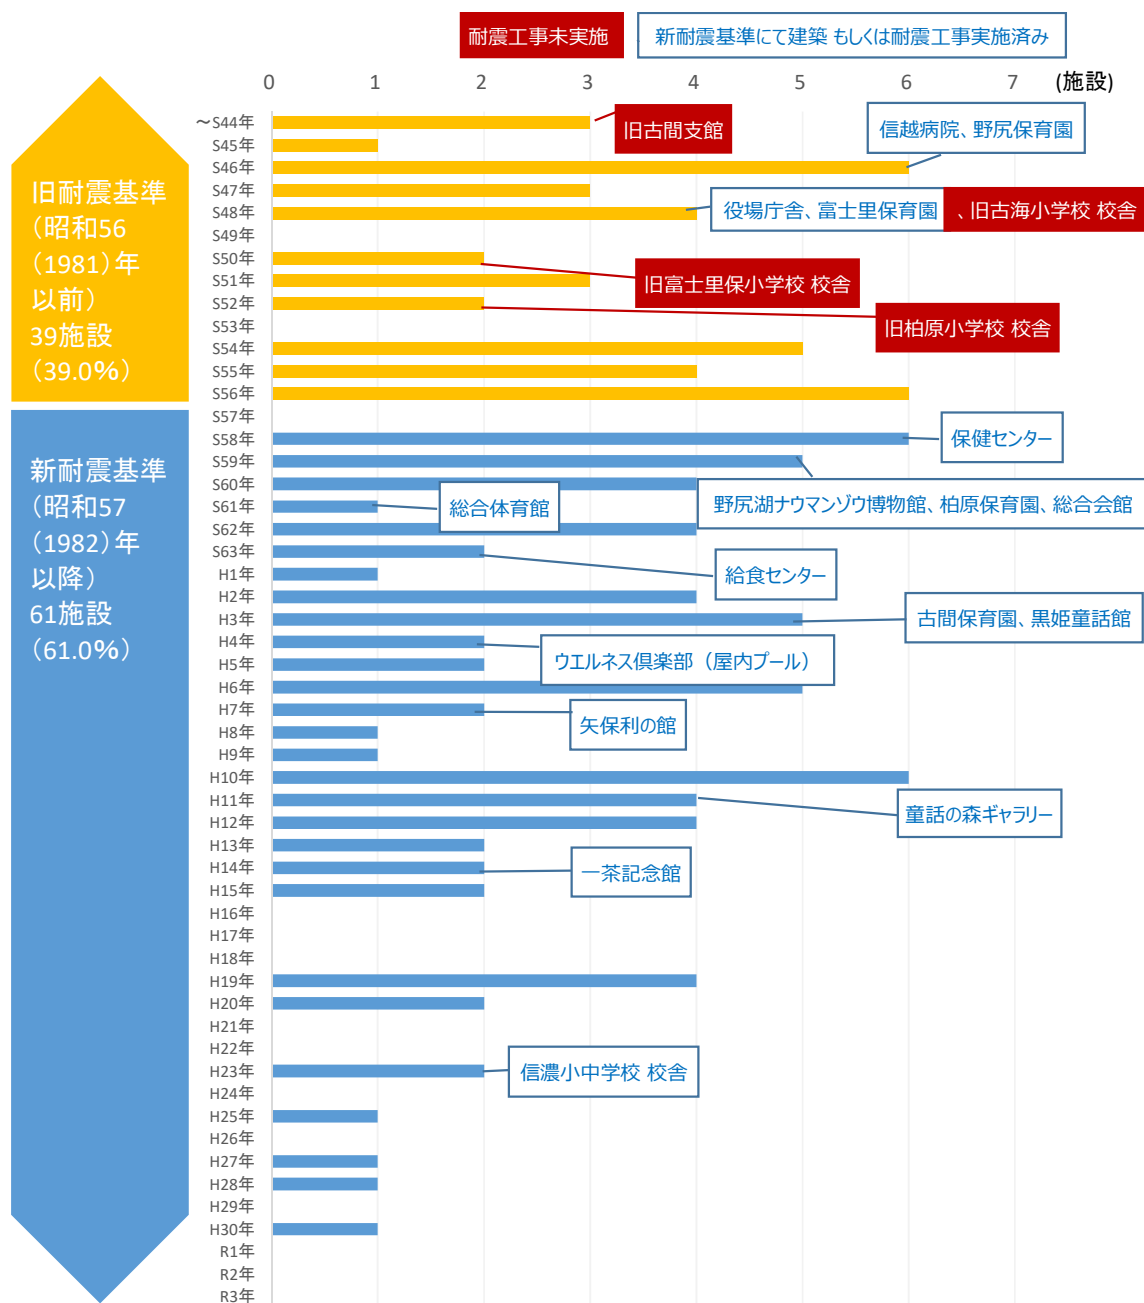 耐震工事未実施
新耐震基準にて建築 もしくは耐震工事実施済み
0 1 2 3 4 5 6 7 (施設)
旧耐震基準
(昭和56
(1981)年
以前)
39施設
(39.0%)
新耐震基準
(昭和57
(1982)年
以降)
61施設
(61.0%)
～S44年
S45年
S46年
S47年
S48年
S49年
S50年
S51年
S52年
S53年
S54年
S55年
S56年
S57年
S58年
S59年
S60年
S61年
S62年
S63年
H1年
H2年
H3年
H4年
H5年
H6年
H7年
H8年
H9年
H10年
H11年
H12年
H13年
H14年
H15年
H16年
H17年
H18年
H19年
H20年
H21年
H22年
H23年
H24年
H25年
H26年
H27年
H28年
H29年
H30年
R1年
R2年
R3年
旧古間支館
信越病院、野尻保育園
役場庁舎、富士里保育園 、旧古海小学校 校舎
旧富士里保小学校 校舎
旧柏原小学校 校舎
保健センター
野尻湖ナウマンゾウ博物館、柏原保育園、総合会館
総合体育館
給食センター
古間保育園、黒姫童話館
ウエルネス倶楽部（屋内プール）
矢保利の館
童話の森ギャラリー
一茶記念館
信濃小中学校 校舎